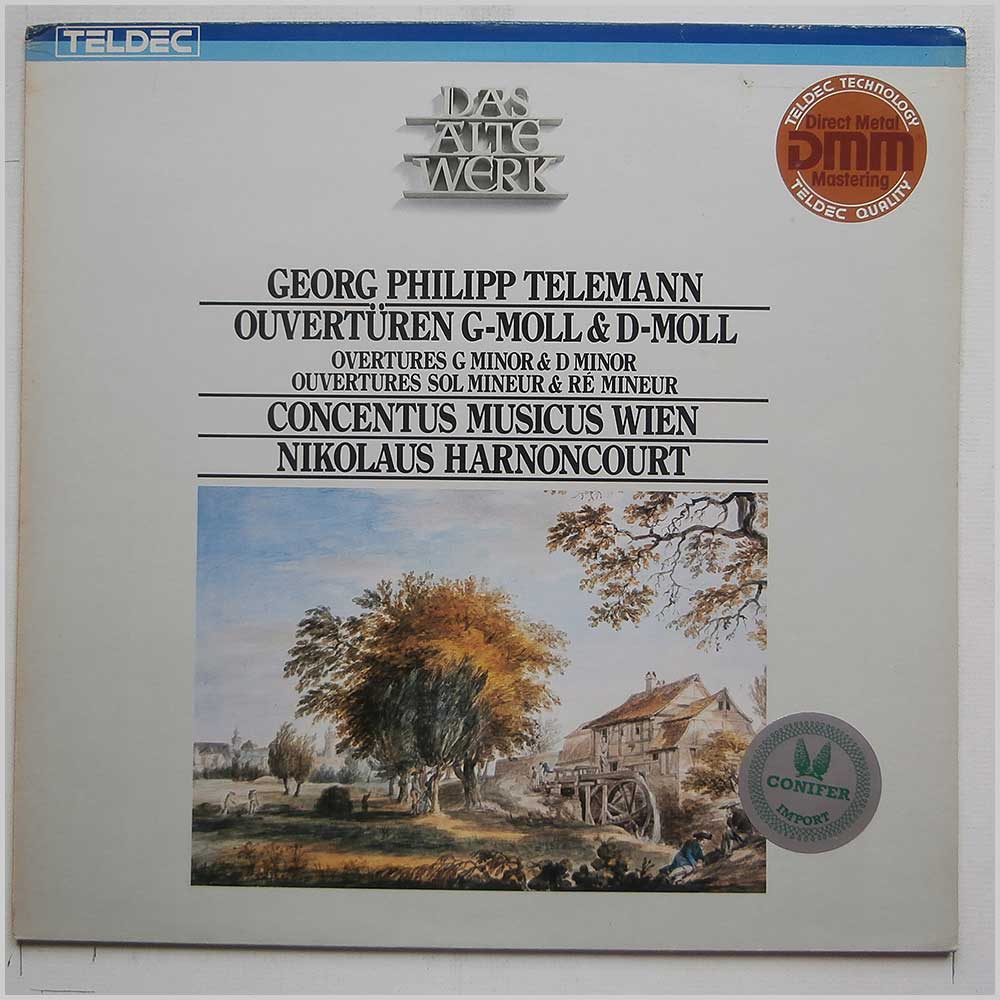 TELDEC
DAS
ALTE
WERK
TELDEC TECHNOLOGY
Direct Metal
DMM
Mastering
TELDEC QUALITY
GEORG PHILIPP TELEMANN
OUVERTÜREN G-MOLL & D-MOLL
OVERTURES G MINOR & D MINOR
OUVERTURES SOL MINEUR & RÉ MINEUR
CONCENTUS MUSICUS WIEN
NIKOLAUS HARNONCOURT
CONIFER
IMPORT